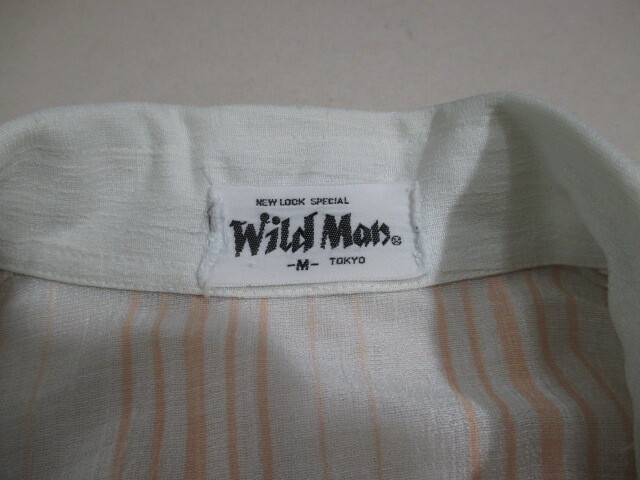 NEW LOOK SPECIAL
Wild Man®
-M- TOKYO